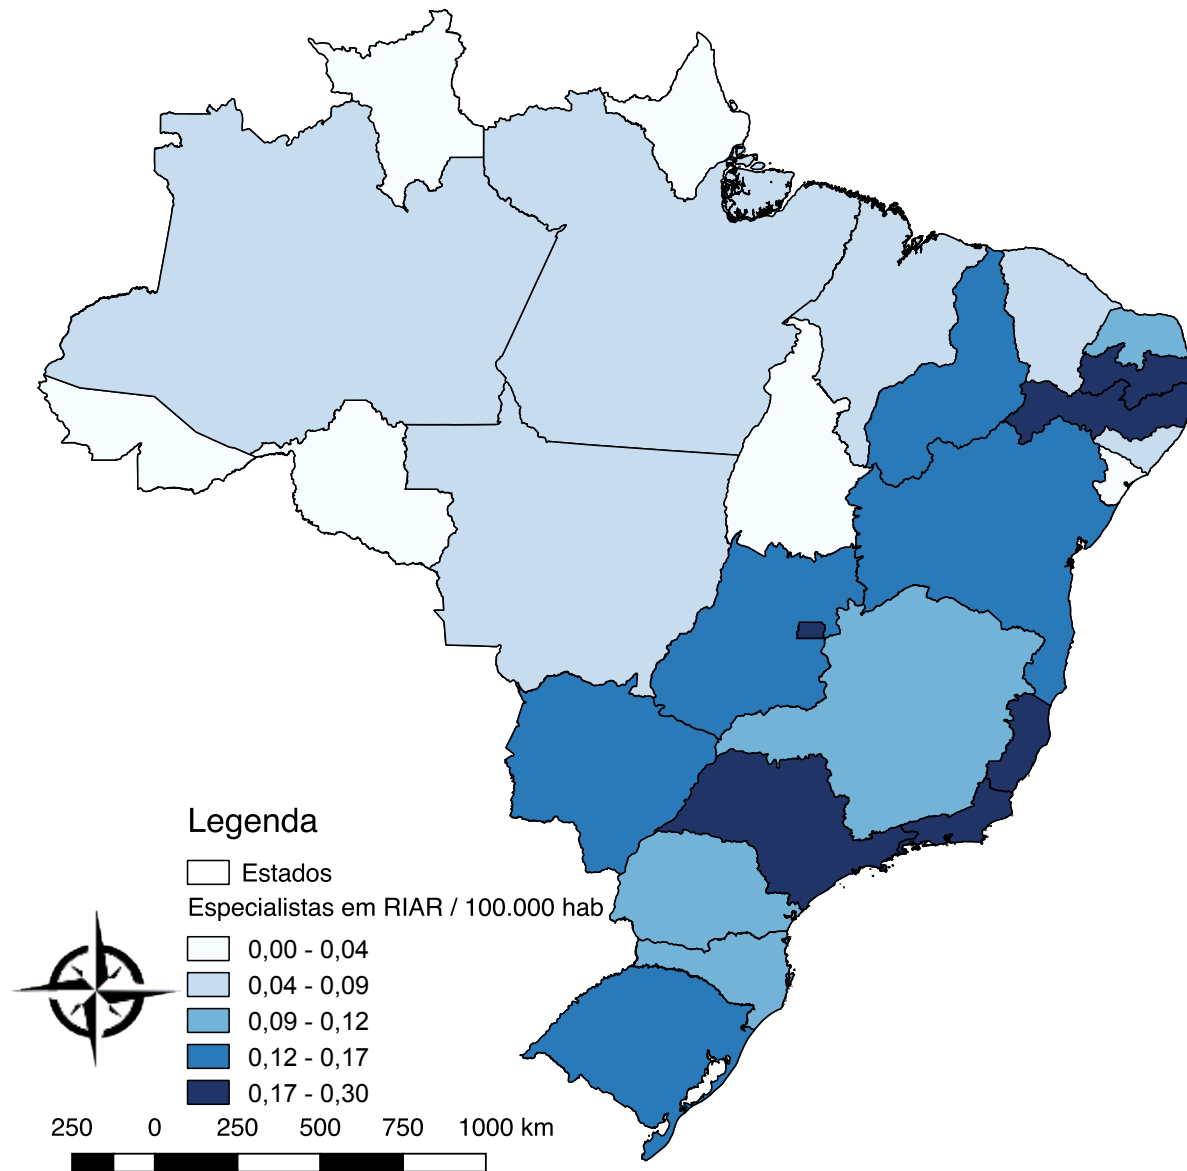 Legenda
Estados
Especialistas em RIAR / 100.000 hab
0,00 - 0,04
0,04 - 0,09
0,09 - 0,12
0,12 - 0,17
0,17 - 0,30
250 0 250 500 750 1000 km